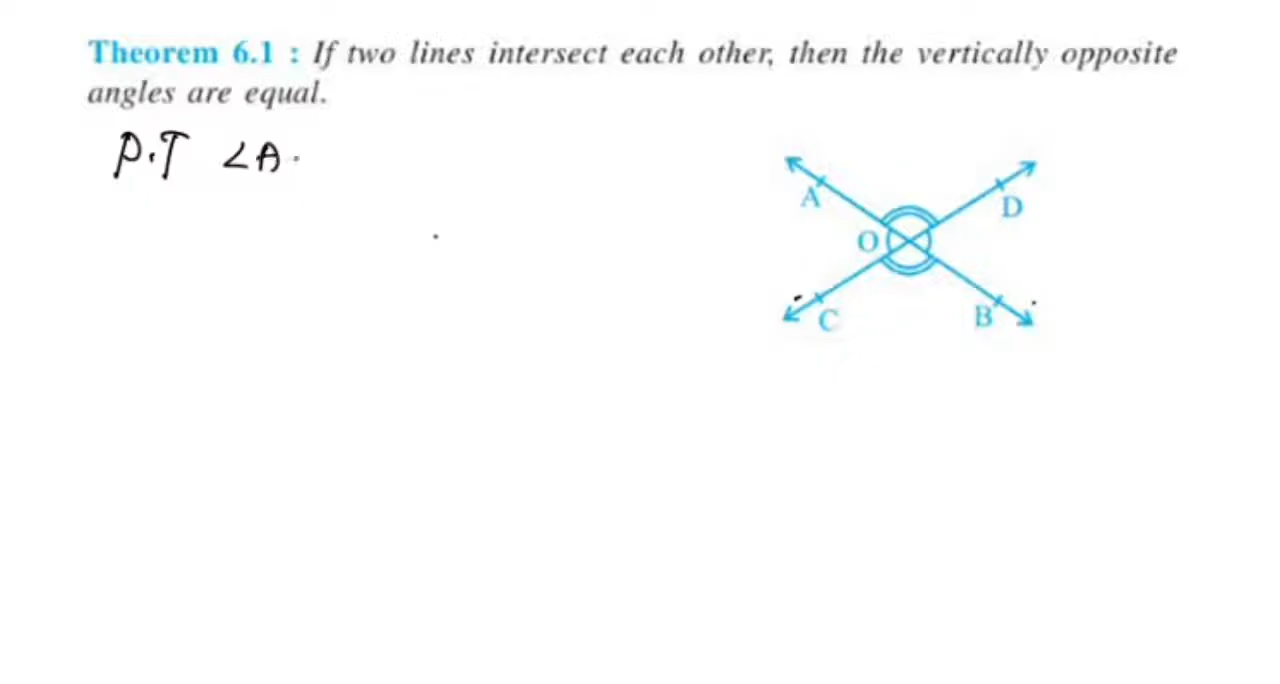 Theorem 6.1 : If two lines intersect each other, then the vertically opposite
angles are equal.
P.T ∠A.
A
D
O
C
B